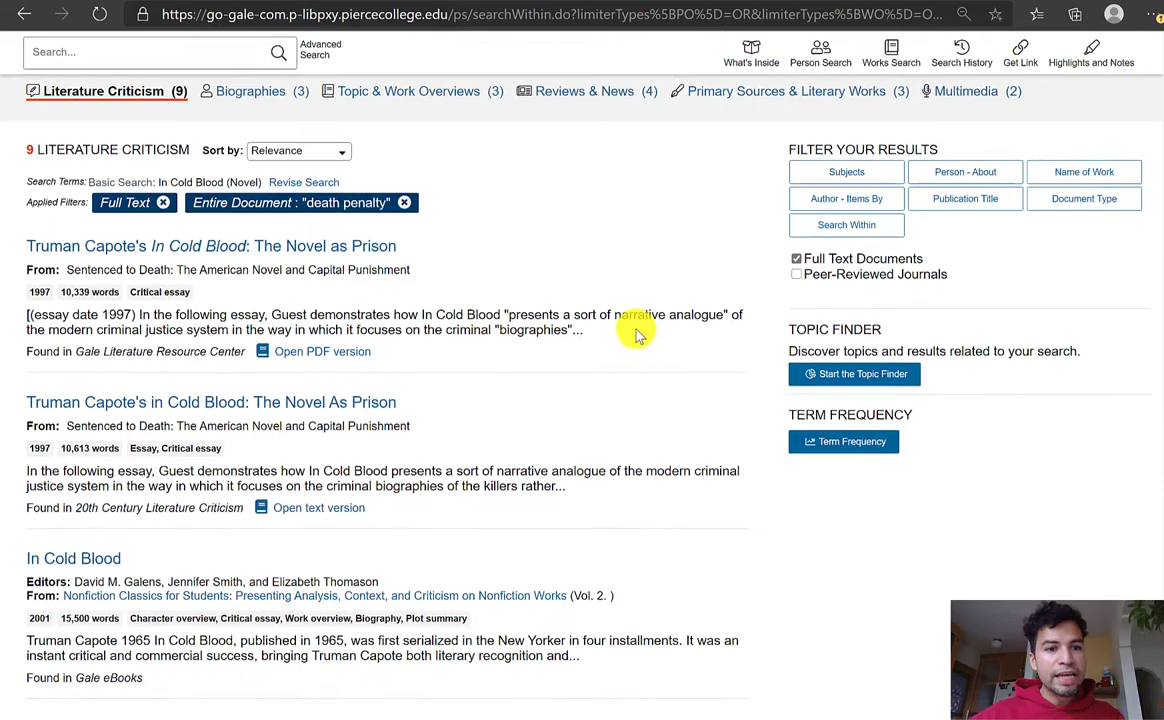 https://go-gale-com.p-libpxy.piercecollege.edu/ps/searchWithin.do?limiterTypes%5BPO%5D=OR&limiterTypes%5BWO%5D=O...
Search...
Advanced
Search
What's Inside
Person Search
Works Search
Search History
Get Link
Highlights and Notes
Literature Criticism (9)
Biographies (3)
Topic & Work Overviews (3)
Reviews & News (4)
Primary Sources & Literary Works (3)
Multimedia (2)
9 LITERATURE CRITICISM Sort by: Relevance
Search Terms: Basic Search: In Cold Blood (Novel) Revise Search
Applied Filters: Full Text Entire Document : "death penalty"
Truman Capote's In Cold Blood: The Novel as Prison
From: Sentenced to Death: The American Novel and Capital Punishment
1997 10,339 words Critical essay
[(essay date 1997) In the following essay, Guest demonstrates how In Cold Blood "presents a sort of narrative analogue" of
the modern criminal justice system in the way in which it focuses on the criminal "biographies"...
Found in Gale Literature Resource Center Open PDF version
Truman Capote's in Cold Blood: The Novel As Prison
From: Sentenced to Death: The American Novel and Capital Punishment
1997 10,613 words Essay, Critical essay
In the following essay, Guest demonstrates how In Cold Blood presents a sort of narrative analogue of the modern criminal
justice system in the way in which it focuses on the criminal biographies of the killers rather...
Found in 20th Century Literature Criticism Open text version
In Cold Blood
Editors: David M. Galens, Jennifer Smith, and Elizabeth Thomason
From: Nonfiction Classics for Students: Presenting Analysis, Context, and Criticism on Nonfiction Works (Vol. 2. )
2001 15,500 words Character overview, Critical essay, Work overview, Biography, Plot summary
Truman Capote 1965 In Cold Blood, published in 1965, was first serialized in the New Yorker in four installments. It was an
instant critical and commercial success, bringing Truman Capote both literary recognition and...
Found in Gale eBooks
FILTER YOUR RESULTS
Subjects
Person - About
Name of Work
Author - Items By
Publication Title
Document Type
Search Within
Full Text Documents
Peer-Reviewed Journals
TOPIC FINDER
Discover topics and results related to your search.
Start the Topic Finder
TERM FREQUENCY
Term Frequency